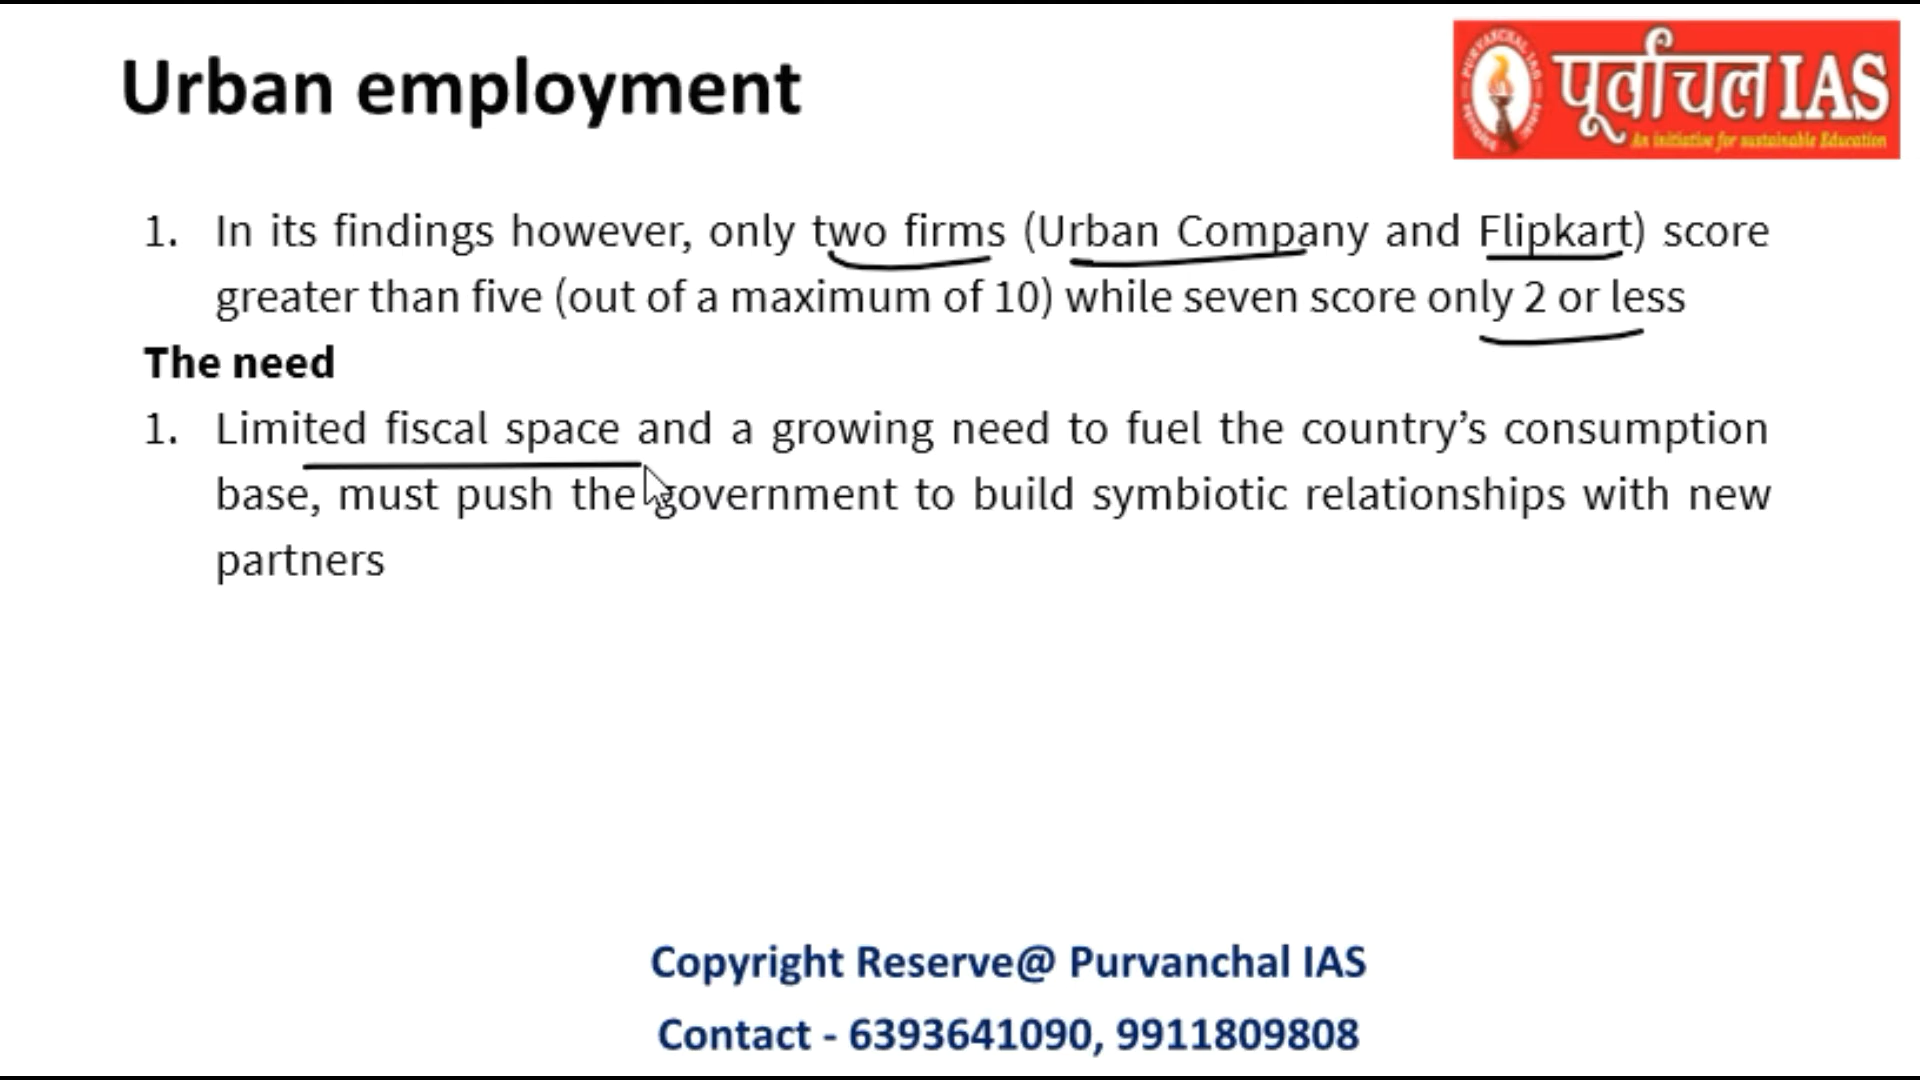 Urban employment
पूर्वांचल IAS
An initiative for sustainable Education
PURVANCHAL IAS
1. In its findings however, only two firms (Urban Company and Flipkart) score
greater than five (out of a maximum of 10) while seven score only 2 or less
The need
1. Limited fiscal space and a growing need to fuel the country’s consumption
base, must push the government to build symbiotic relationships with new
partners
Copyright Reserve@ Purvanchal IAS
Contact - 6393641090, 9911809808